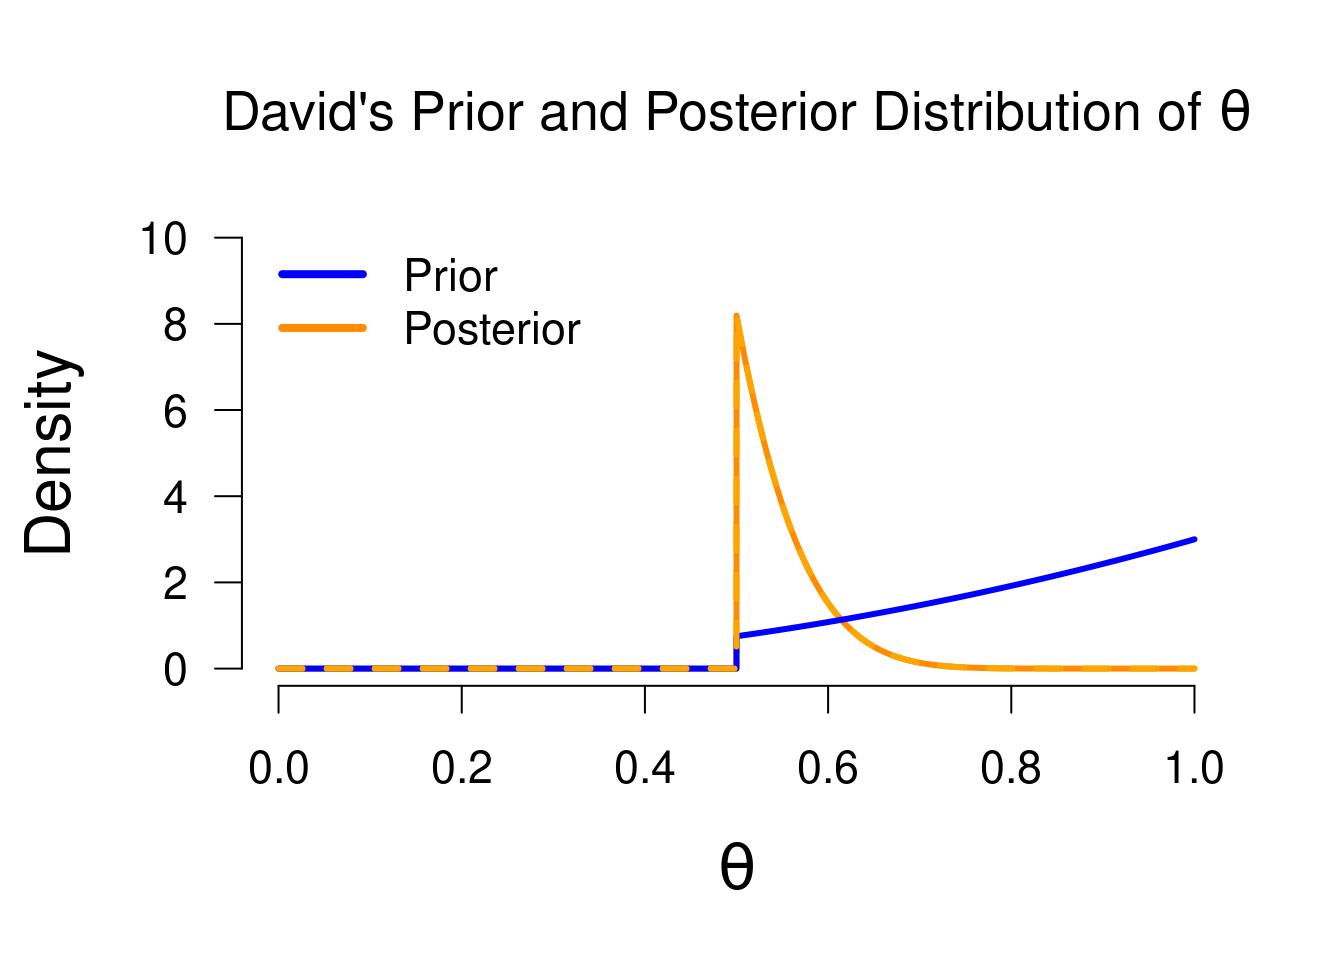 David's Prior and Posterior Distribution of θ
10
8
6
4
2
0
Density
Prior
Posterior
0.0 0.2 0.4 0.6 0.8 1.0
θ